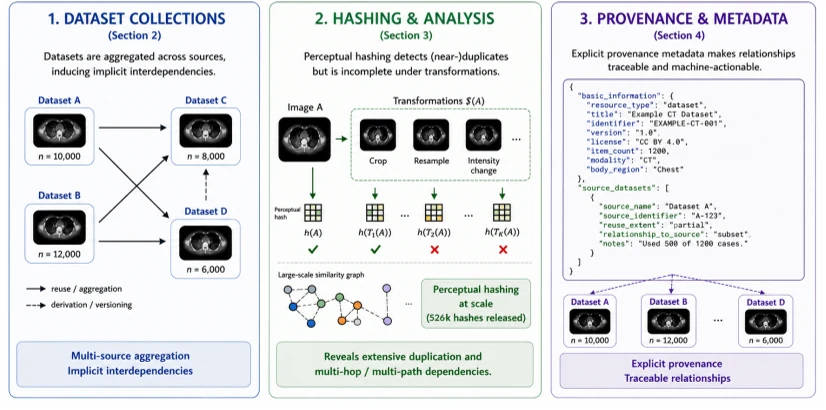 1. DATASET COLLECTIONS
(Section 2)
Datasets are aggregated across sources,
inducing implicit interdependencies.
Dataset A
n = 10,000
Dataset C
n = 8,000
Dataset B
n = 12,000
Dataset D
n = 6,000
reuse / aggregation
derivation / versioning
Multi-source aggregation
Implicit interdependencies
2. HASHING & ANALYSIS
(Section 3)
Perceptual hashing detects (near-)duplicates
but is incomplete under transformations.
Image A
Transformations $(A)
Crop
Resample
Intensity
change
...
Perceptual
hash
h(A)
h(T₁(A))
...
h(T₂(A))
...
h(Tₖ(A))
Large-scale similarity graph
...
Perceptual hashing
at scale
(526k hashes released)
Reveals extensive duplication and
multi-hop / multi-path dependencies.
3. PROVENANCE & METADATA
(Section 4)
Explicit provenance metadata makes relationships
traceable and machine-actionable.
{
"basic_information": {
"resource_type": "dataset",
"title": "Example CT Dataset",
"identifier": "EXAMPLE-CT-001",
"version": "1.0",
"license": "CC BY 4.0",
"item_count": 1200,
"modality": "CT",
"body_region": "Chest"
},
"source_datasets": [
{
"source_name": "Dataset A",
"source_identifier": "A-123",
"reuse_extent": "partial",
"relationship_to_source": "subset",
"notes": "Used 500 of 1200 cases."
}
]
}
Dataset A
n = 10,000
Dataset B
n = 12,000
...
Dataset D
n = 6,000
Explicit provenance
Traceable relationships